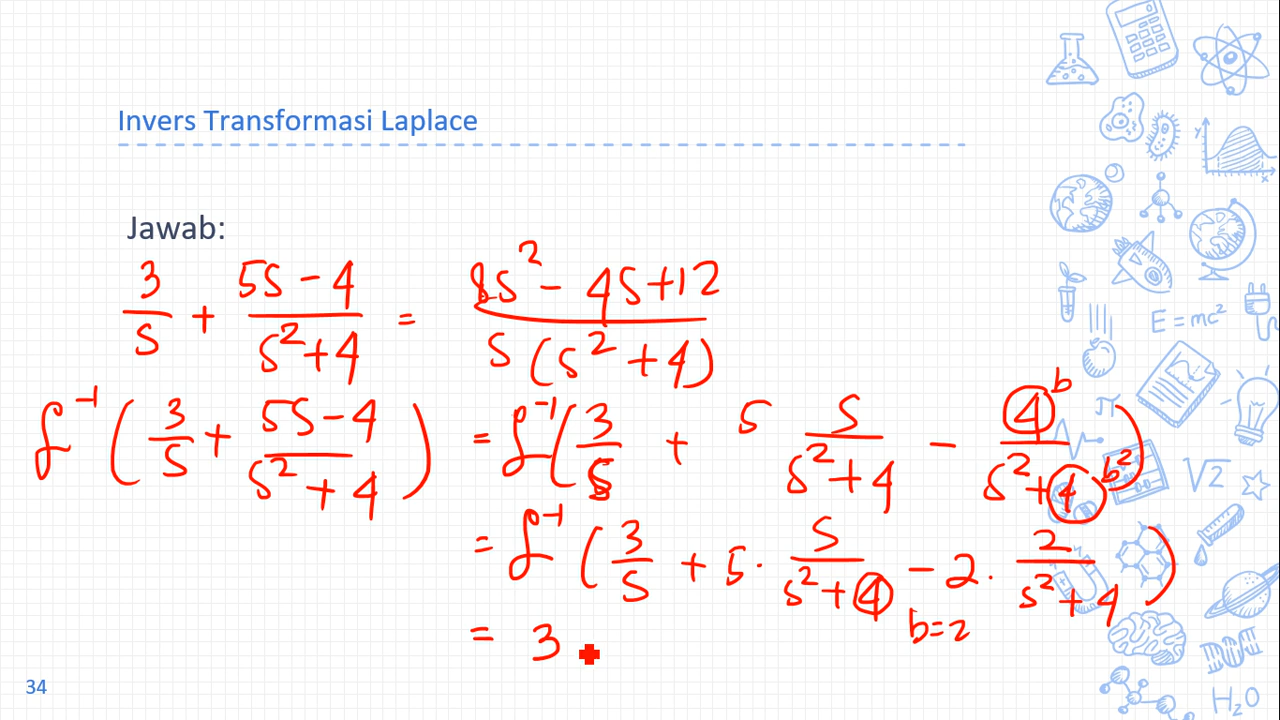 Invers Transformasi Laplace
Jawab:
3/s + (5s − 4)/(s² + 4) = (8s² − 4s + 12)/(s(s² + 4))
ℒ⁻¹(3/s + (5s − 4)/(s² + 4)) = ℒ⁻¹(3/s + 5 s/(s² + 4) − 4/(s² + 4)) b b²
= ℒ⁻¹(3/s + 5 · s/(s² + 4) − 2 · 2/(s² + 4))
b = 2
= 3
34
y
x
E = mc²
π
√2
H₂O